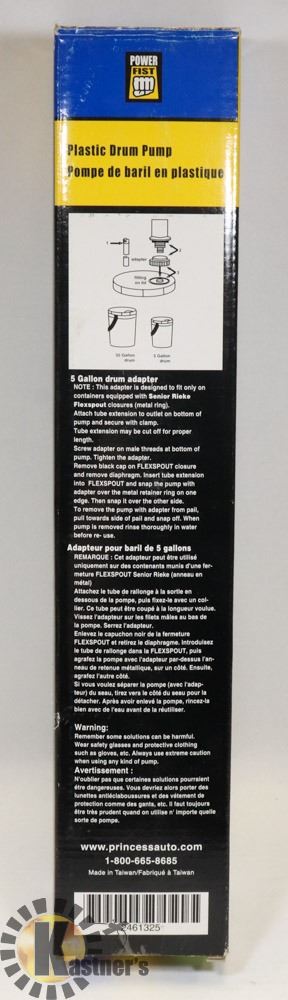 POWER
FIST
Plastic Drum Pump
Pompe de baril en plastique
1
2
adapter
3
fitting
on lid
55 Gallon
drum
5 Gallon
drum
5 Gallon drum adapter
NOTE : This adapter is designed to fit only on
containers equipped with Senior Rieke
Flexspout closures (metal ring).
Attach tube extension to outlet on bottom of
pump and secure with clamp.
Tube extension may be cut off for proper
length.
Screw adapter on male threads at bottom of
pump. Tighten the adapter.
Remove black cap on FLEXSPOUT closure
and remove diaphragm. Insert tube extension
into FLEXSPOUT and snap the pump with
adapter over the metal retainer ring on one
edge. Then snap it over the other side.
To remove the pump with adapter from pail,
pull towards side of pail and snap off. When
pump is removed rinse thoroughly in water
before re- use.
Adapteur pour baril de 5 gallons
REMARQUE : Cet adapteur peut être utilisé
uniquement sur des contenants munis d'une fer-
meture FLEXSPOUT Senior Rieke (anneau en
métal)
Attachez le tube de rallonge à la sortie en
dessous de la pompe, puis fixez-le avec un col-
lier. Ce tube peut être coupé à la longueur voulue.
Vissez l'adapteur sur les filets mâles au bas de
la pompe. Serrez l'adapteur.
Enlevez le capuchon noir de la fermeture
FLEXSPOUT et retirez le diaphragme. Introduisez
le tube de rallonge dans la FLEXSPOUT, puis
agrafez la pompe avec l'adapteur par-dessus l'an-
neau de retenue métallique, sur un côté. Ensuite,
agrafez l'autre côté.
Si vous voulez séparer la pompe (avec l'adap-
teur) du seau, tirez vers le côté du seau pour la
détacher. Après avoir enlevé la pompe, rincez-la
bien avec de l'eau avant de la réutiliser.
Warning:
Remember some solutions can be harmful.
Wear safety glasses and protective clothing
such as gloves, etc. Always use extreme caution
when using any kind of pump.
Avertissement :
N'oublier pas que certaines solutions pourraient
être dangereuses. Vous devriez alors porter des
lunettes antiéclaboussures et des vêtement de
protection comme des gants, etc. Il faut toujours
être très prudent quand on utilise n' importe quelle
sorte de pompe.
www.princessauto.com
1-800-665-8685
Made in Taiwan/Fabriqué à Taiwan
2461325
Kastner's